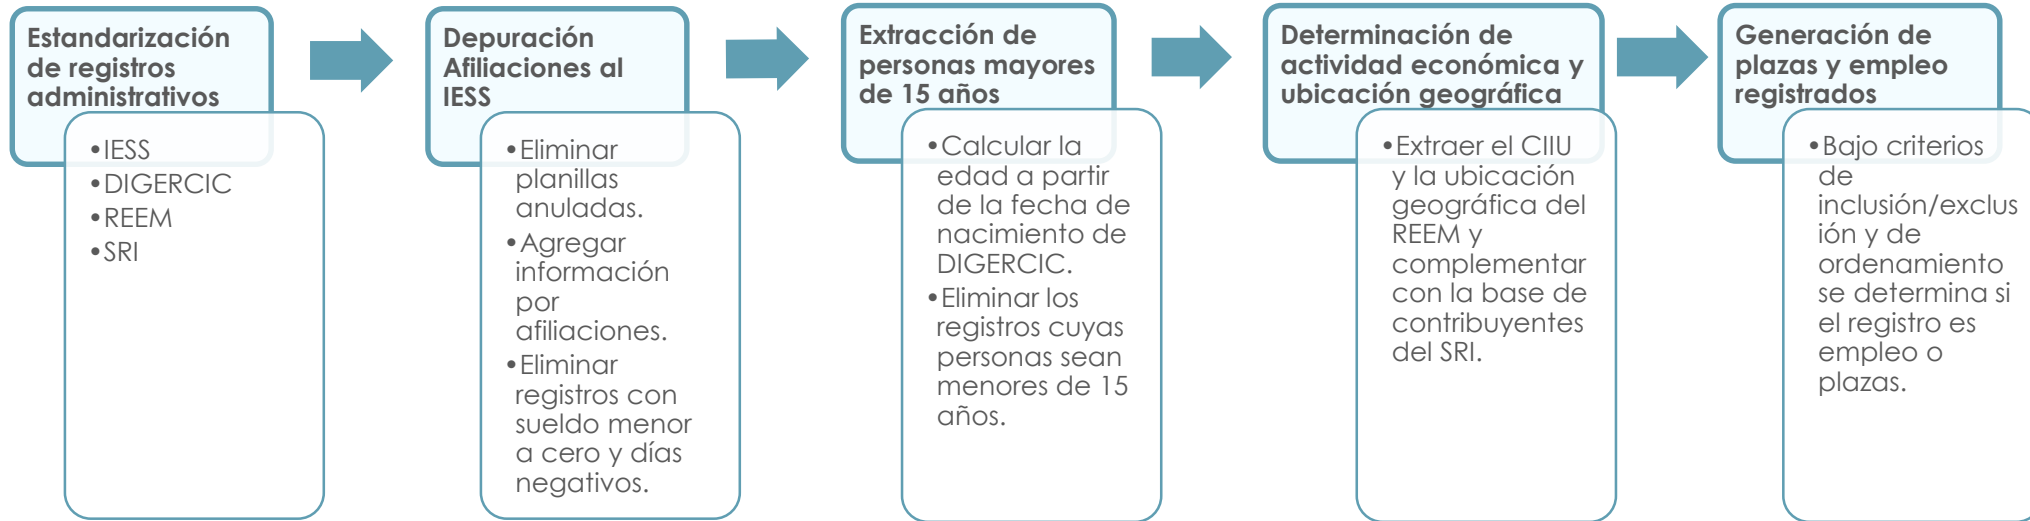 Estandarización
de registros
administrativos
•IESS
•DIGERCIC
•REEM
•SRI
Depuración
Afiliaciones al
IESS
•Eliminar
planillas
anuladas.
•Agregar
información
por
afiliaciones.
•Eliminar
registros con
sueldo menor
a cero y días
negativos.
Extracción de
personas mayores
de 15 años
•Calcular la
edad a partir
de la fecha de
nacimiento de
DIGERCIC.
•Eliminar los
registros cuyas
personas sean
menores de 15
años.
Determinación de
actividad económica y
ubicación geográfica
•Extraer el CIIU
y la ubicación
geográfica del
REEM y
complementar
con la base de
contribuyentes
del SRI.
Generación de
plazas y empleo
registrados
•Bajo criterios
de
inclusión/exclus
ión y de
ordenamiento
se determina si
el registro es
empleo o
plazas.